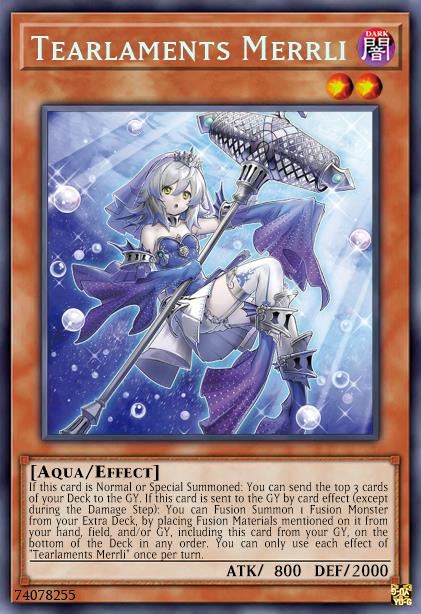 TEARLAMENTS MERRLI
DARK
闇
[AQUA/EFFECT]
If this card is Normal or Special Summoned: You can send the top 3 cards
of your Deck to the GY. If this card is sent to the GY by card effect (except
during the Damage Step): You can Fusion Summon 1 Fusion Monster
from your Extra Deck, by placing Fusion Materials mentioned on it from
your hand, field, and/or GY, including this card from your GY, on the
bottom of the Deck in any order. You can only use each effect of
"Tearlaments Merrli" once per turn.
ATK/ 800 DEF/2000
74078255